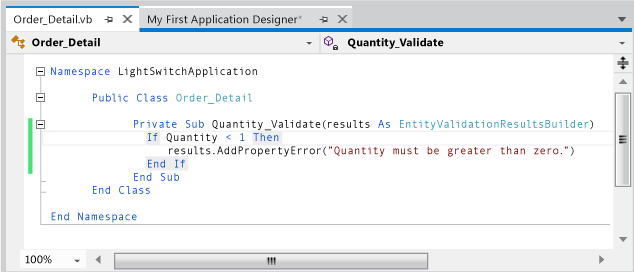 Order_Detail.vb My First Application Designer*
Order_Detail Quantity_Validate
Namespace LightSwitchApplication
Public Class Order_Detail
Private Sub Quantity_Validate(results As EntityValidationResultsBuilder)
If Quantity < 1 Then
results.AddPropertyError("Quantity must be greater than zero.")
End If
End Sub
End Class
End Namespace
100%